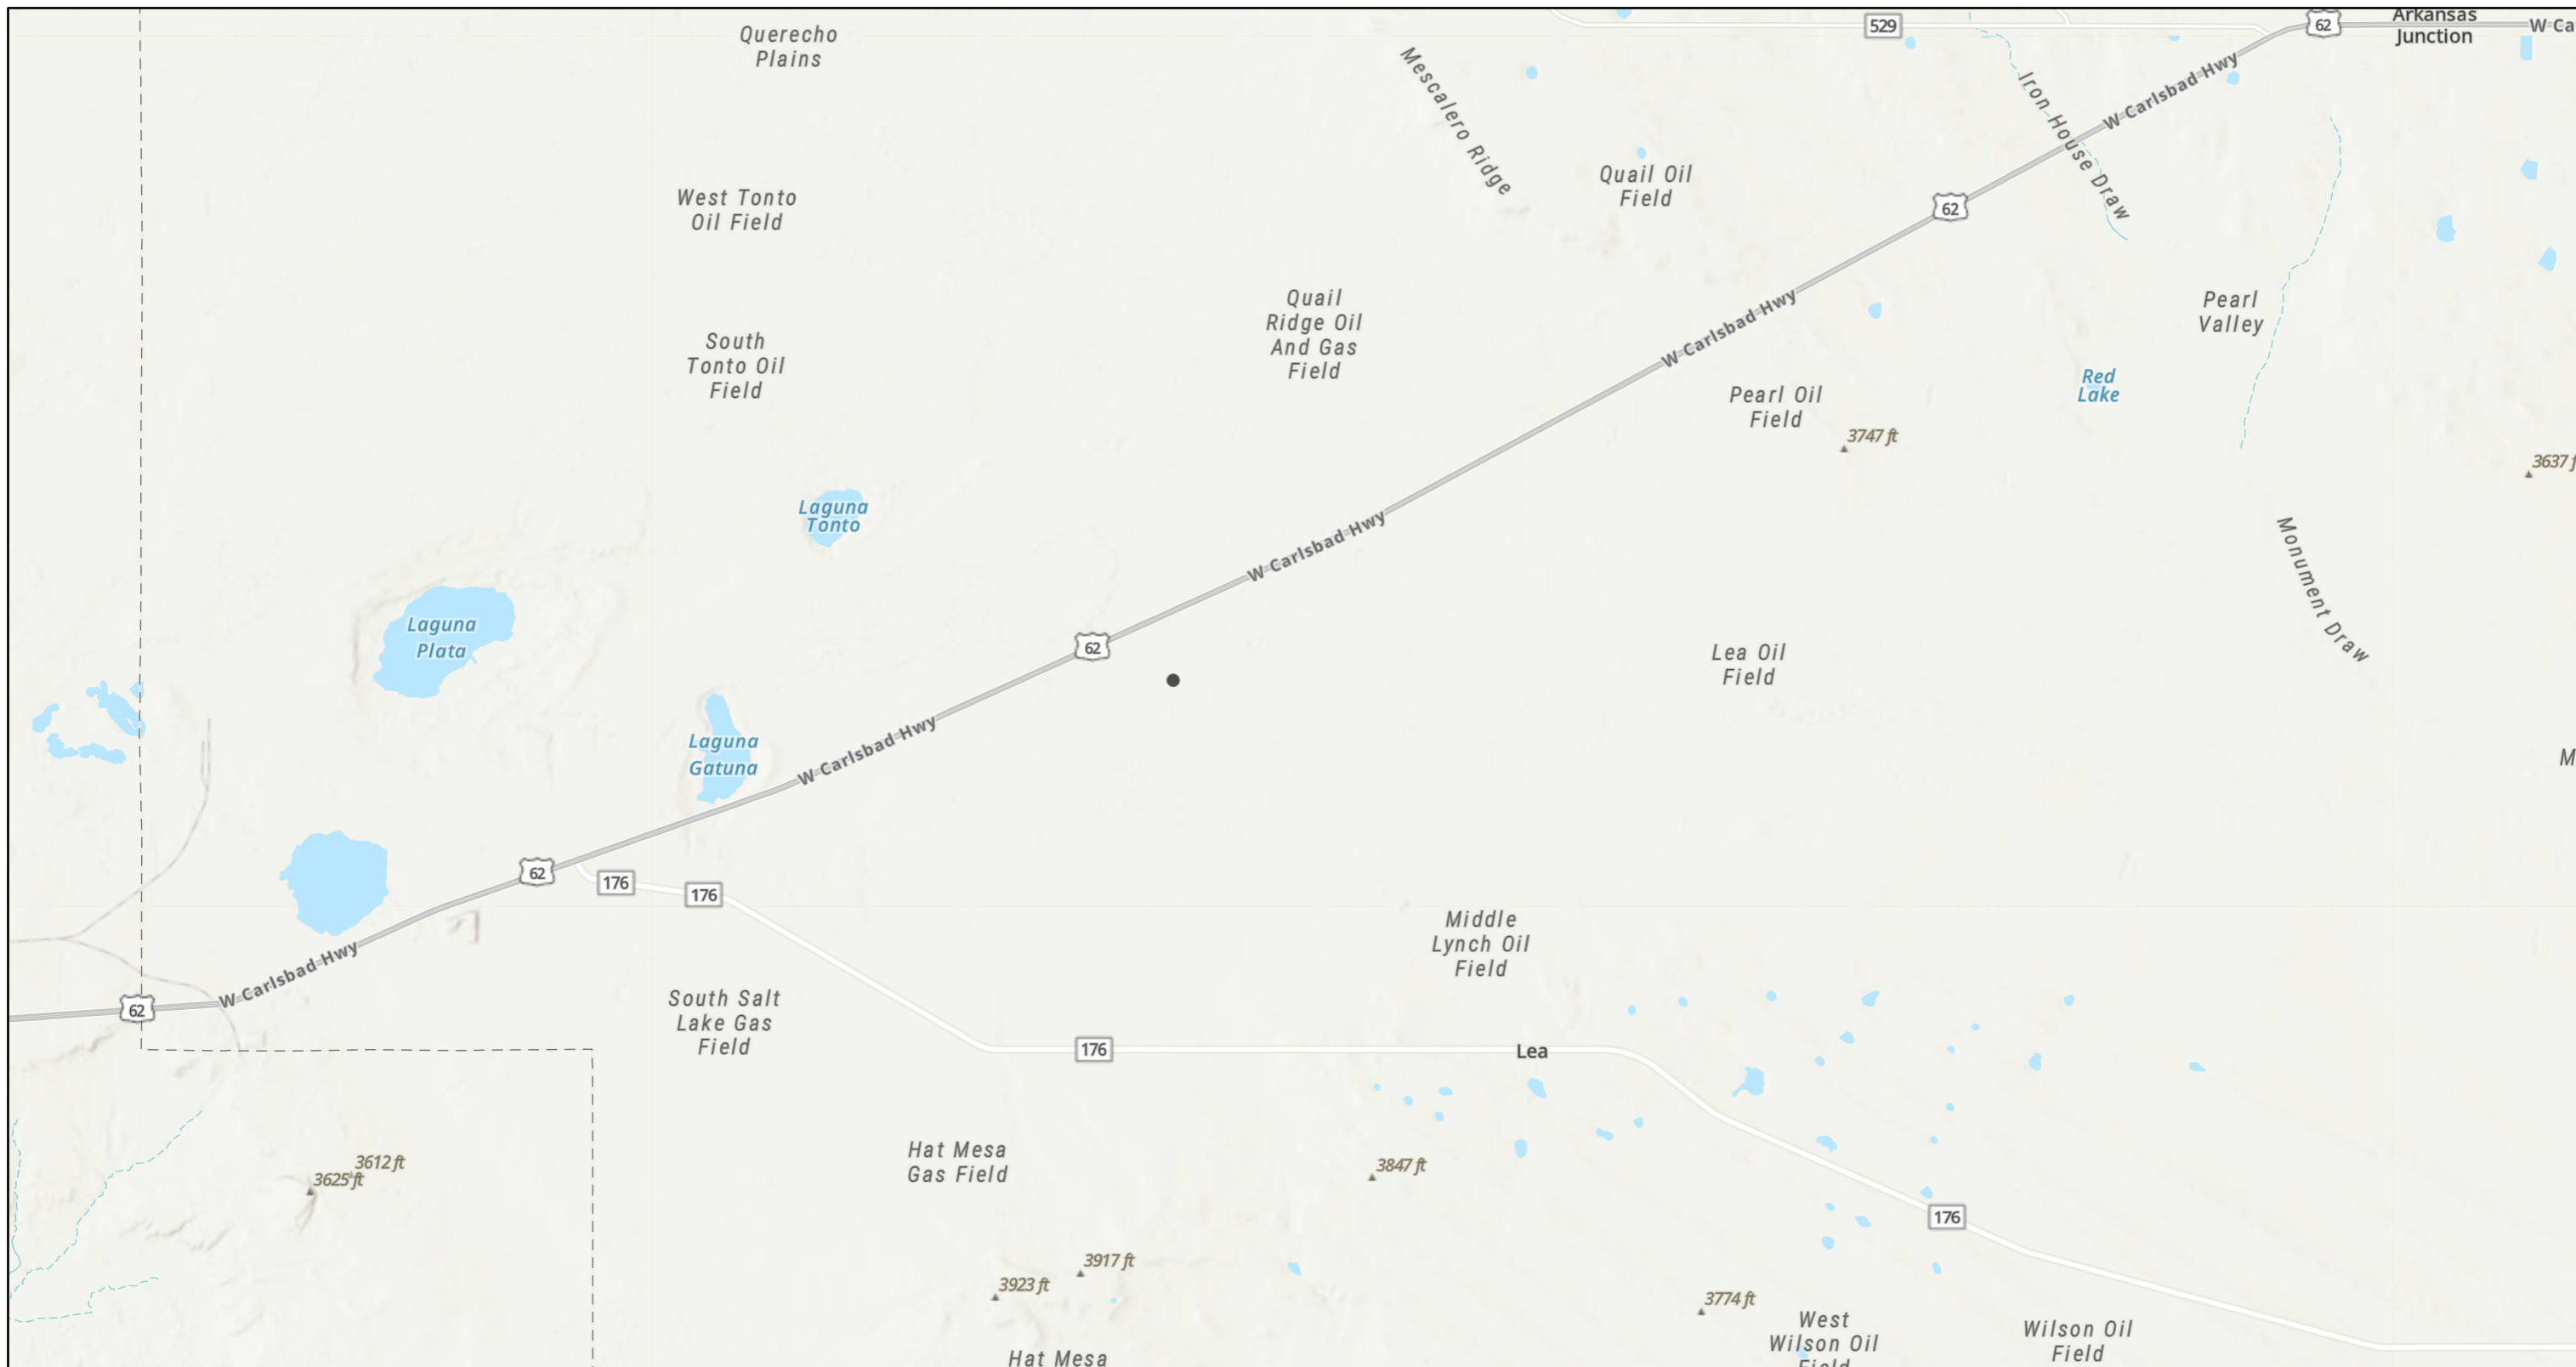 Querecho
Plains
529
62
Arkansas
Junction
W Ca
Mescalero Ridge
Iron House Draw
W Carlsbad Hwy
West Tonto
Oil Field
Quail Oil
Field
62
Quail
Ridge Oil
And Gas
Field
W Carlsbad Hwy
Pearl
Valley
South
Tonto Oil
Field
Pearl Oil
Field
Red
Lake
3747 ft
3637 f
Laguna
Tonto
W Carlsbad Hwy
Monument Draw
Laguna
Plata
62
Lea Oil
Field
Laguna
Gatuna
W Carlsbad Hwy
M
62
176
176
W Carlsbad Hwy
Middle
Lynch Oil
Field
62
South Salt
Lake Gas
Field
176
Lea
3612 ft
3625 ft
Hat Mesa
Gas Field
3847 ft
176
3917 ft
3923 ft
3774 ft
West
Wilson Oil
Field
Wilson Oil
Field
Hat Mesa